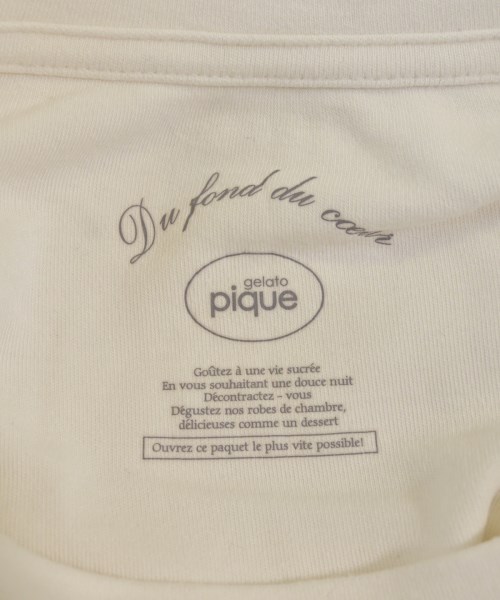 Du fond du cœur
gelato
pique
Goûtez à une vie sucrée
En vous souhaitant une douce nuit
Décontractez - vous
Dégustez nos robes de chambre,
délicieuses comme un dessert
Ouvrez ce paquet le plus vite possible!